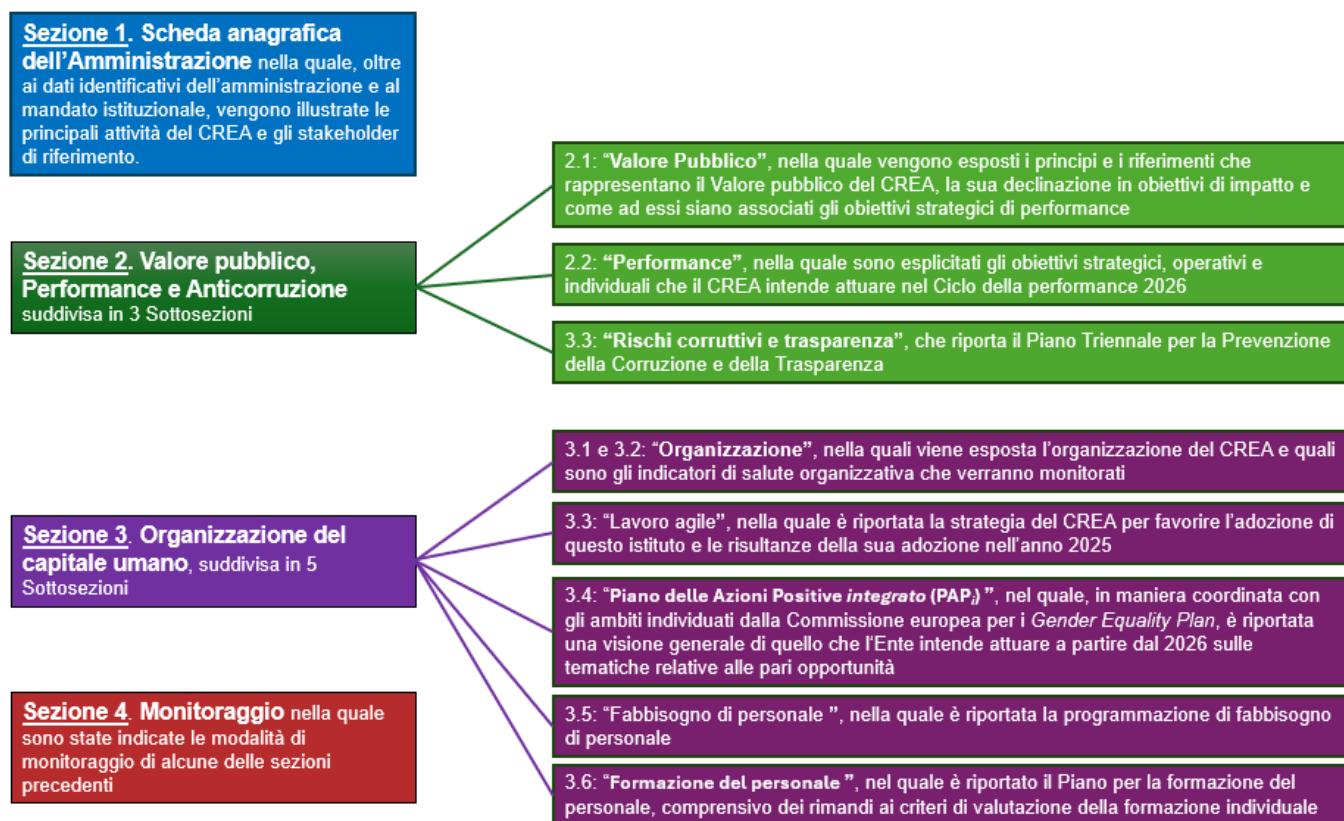 Sezione 1. Scheda anagrafica
dell'Amministrazione nella quale, oltre
ai dati identificativi dell'amministrazione e al
mandato istituzionale, vengono illustrate le
principali attività del CREA e gli stakeholder
di riferimento.
Sezione 2. Valore pubblico,
Performance e Anticorruzione
suddivisa in 3 Sottosezioni
2.1: "Valore Pubblico", nella quale vengono esposti i principi e i riferimenti che
rappresentano il Valore pubblico del CREA, la sua declinazione in obiettivi di impatto e
come ad essi siano associati gli obiettivi strategici di performance
2.2: "Performance", nella quale sono esplicitati gli obiettivi strategici, operativi e
individuali che il CREA intende attuare nel Ciclo della performance 2026
3.3: "Rischi corruttivi e trasparenza", che riporta il Piano Triennale per la Prevenzione
della Corruzione e della Trasparenza
Sezione 3. Organizzazione del
capitale umano, suddivisa in 5
Sottosezioni
3.1 e 3.2: "Organizzazione", nella quali viene esposta l'organizzazione del CREA e quali
sono gli indicatori di salute organizzativa che verranno monitorati
3.3: "Lavoro agile", nella quale è riportata la strategia del CREA per favorire l'adozione di
questo istituto e le risultanze della sua adozione nell'anno 2025
3.4: "Piano delle Azioni Positive integrato (PAPi) ", nel quale, in maniera coordinata con
gli ambiti individuati dalla Commissione europea per i Gender Equality Plan, è riportata
una visione generale di quello che l'Ente intende attuare a partire dal 2026 sulle
tematiche relative alle pari opportunità
3.5: "Fabbisogno di personale ", nella quale è riportata la programmazione di fabbisogno
di personale
3.6: "Formazione del personale ", nel quale è riportato il Piano per la formazione del
personale, comprensivo dei rimandi ai criteri di valutazione della formazione individuale
Sezione 4. Monitoraggio nella quale
sono state indicate le modalità di
monitoraggio di alcune delle sezioni
precedenti